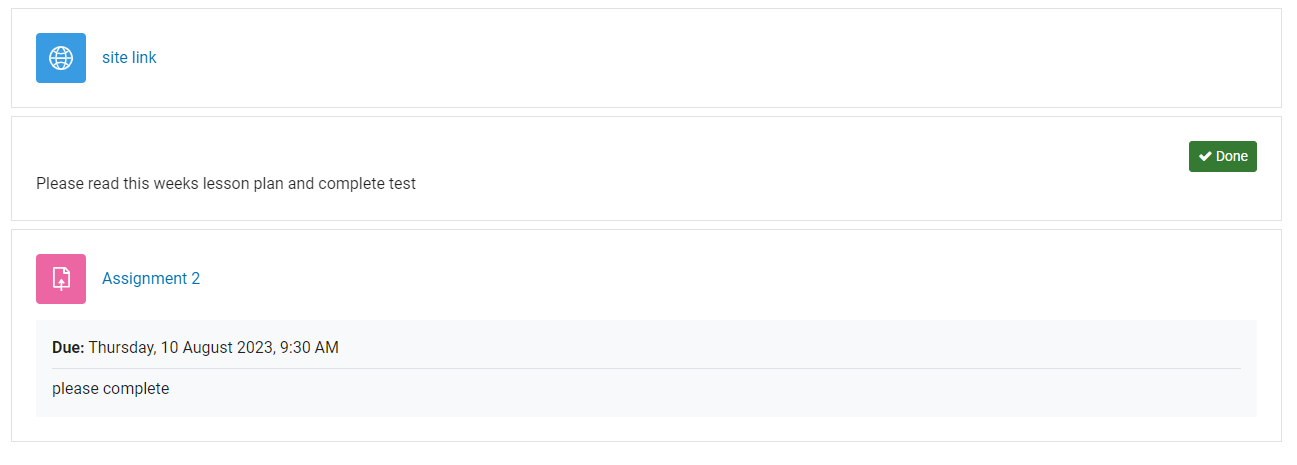 site link
Done
Please read this weeks lesson plan and complete test
Assignment 2
Due: Thursday, 10 August 2023, 9:30 AM
please complete